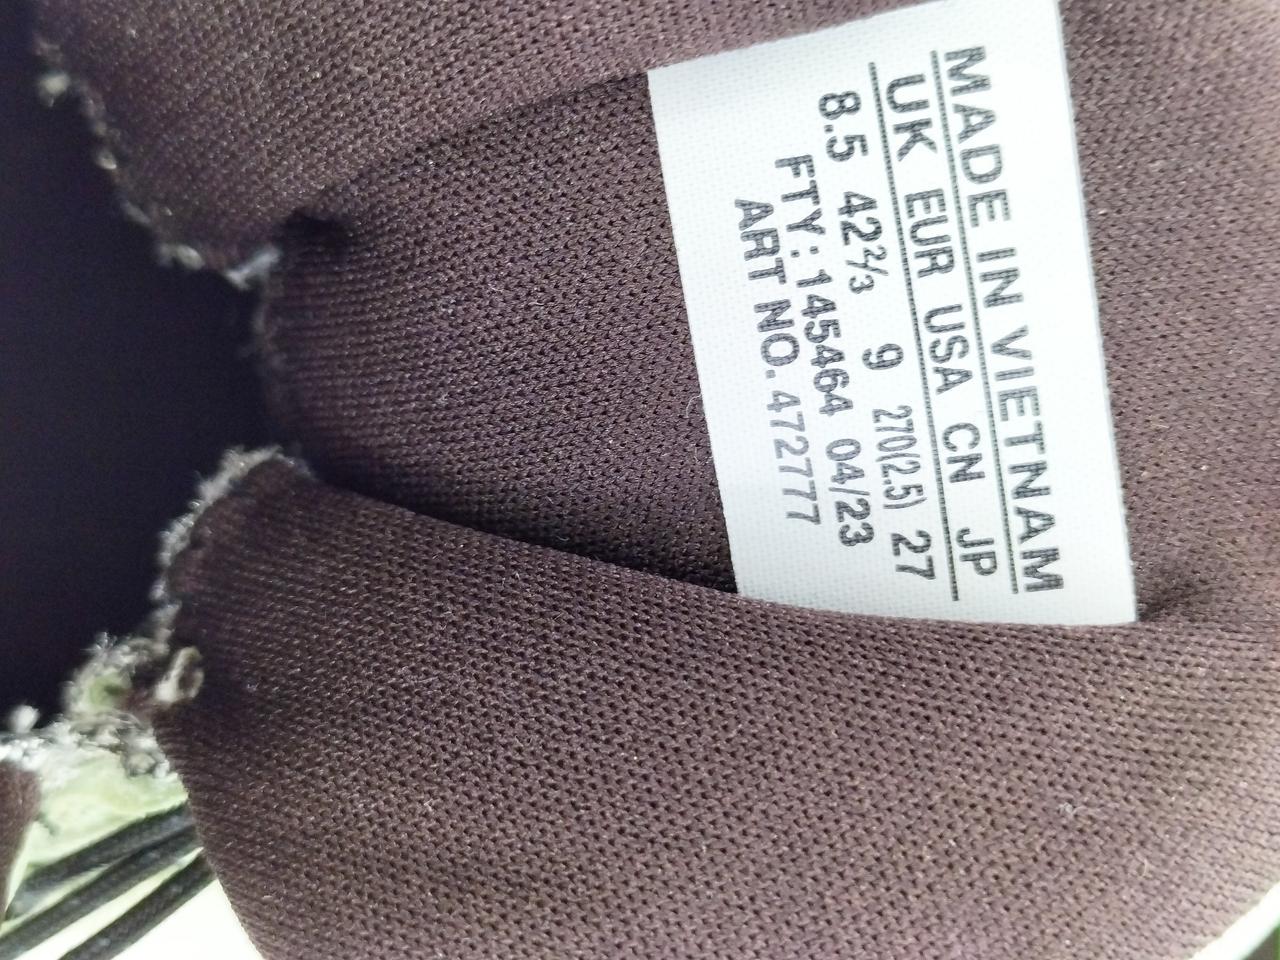 MADE IN VIETNAM
UK EUR USA CN JP
8.5 42⅔ 9 270(2.5) 27
FTY: 145464 04/23
ART NO. 472777